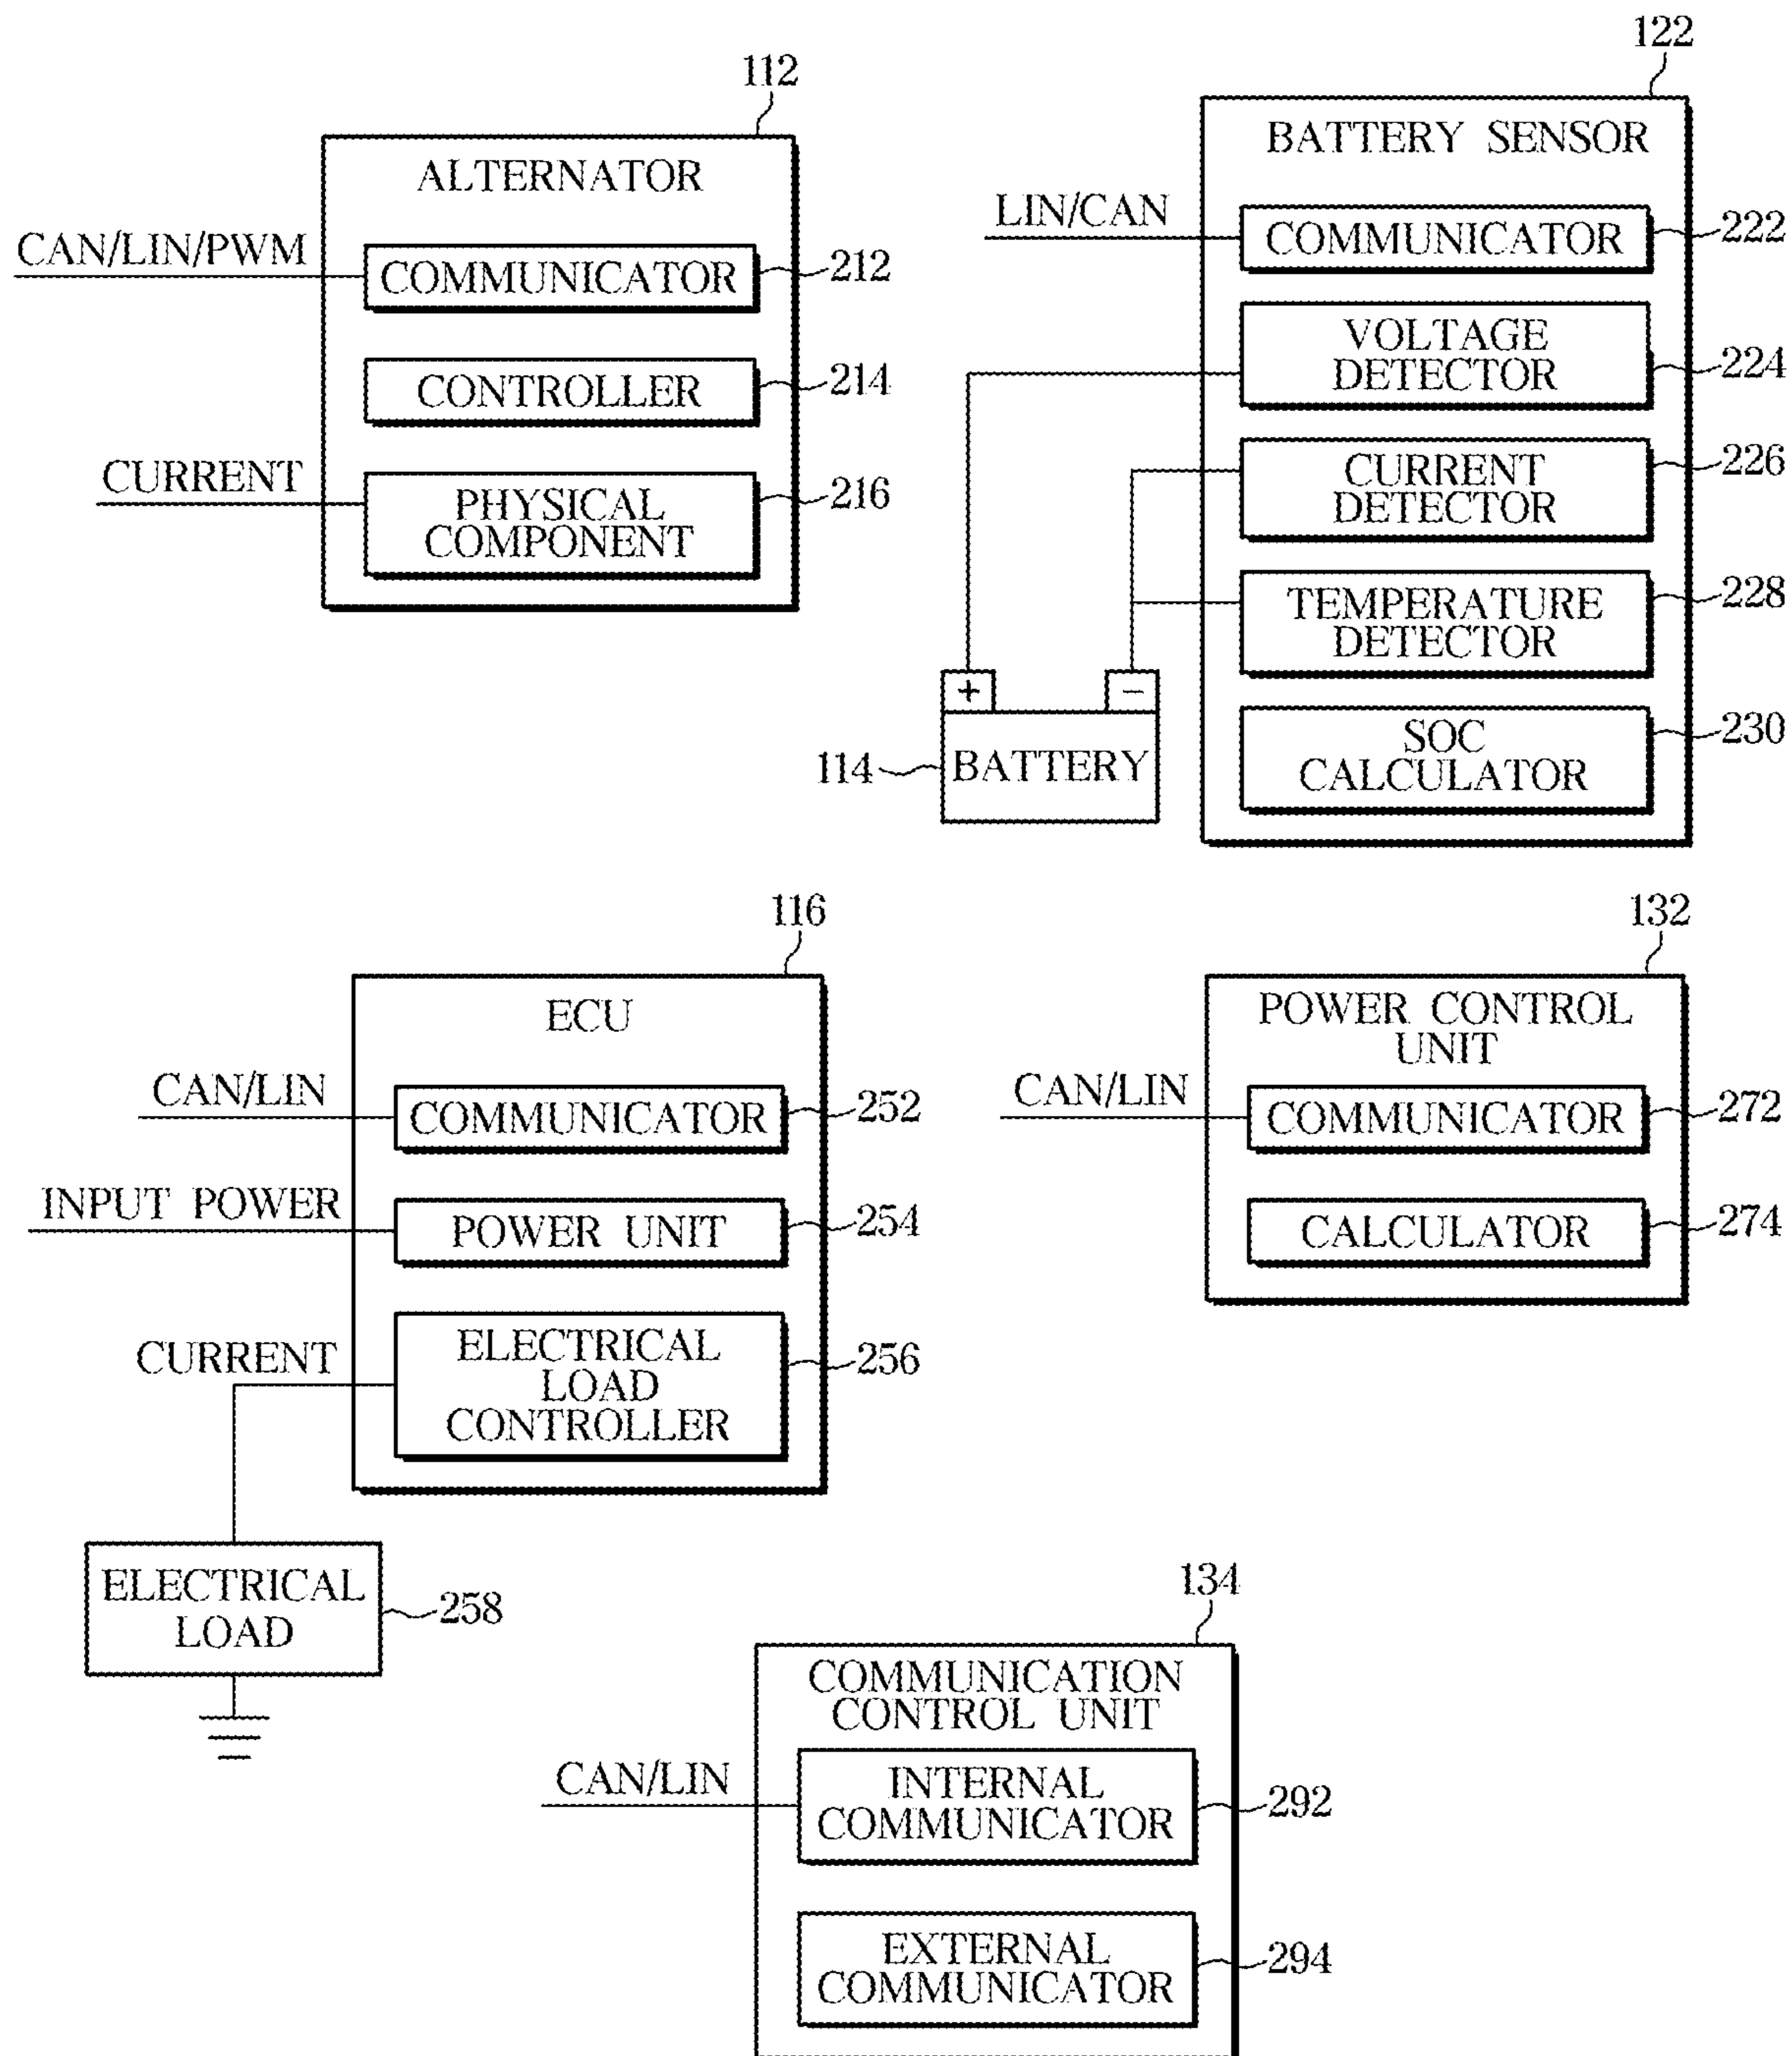 112
ALTERNATOR
CAN/LIN/PWM
COMMUNICATOR
212
CONTROLLER
214
CURRENT
PHYSICAL
COMPONENT
216
122
BATTERY SENSOR
LIN/CAN
COMMUNICATOR
222
VOLTAGE
DETECTOR
224
CURRENT
DETECTOR
226
TEMPERATURE
DETECTOR
228
+
−
114
BATTERY
SOC
CALCULATOR
230
116
ECU
CAN/LIN
COMMUNICATOR
252
INPUT POWER
POWER UNIT
254
CURRENT
ELECTRICAL
LOAD
CONTROLLER
256
ELECTRICAL
LOAD
258
132
POWER CONTROL
UNIT
CAN/LIN
COMMUNICATOR
272
CALCULATOR
274
134
COMMUNICATION
CONTROL UNIT
CAN/LIN
INTERNAL
COMMUNICATOR
292
EXTERNAL
COMMUNICATOR
294